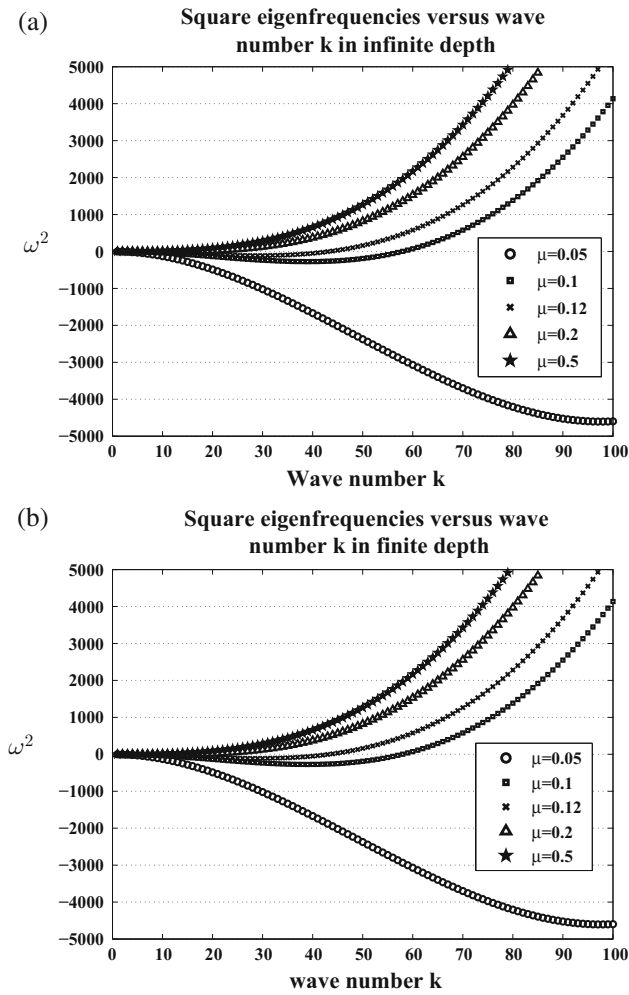 (a)
Square eigenfrequencies versus wave
number k in infinite depth
5000
4000
3000
2000
1000
0
−1000
−2000
−3000
−4000
−5000
ω²
μ=0.05
μ=0.1
μ=0.12
μ=0.2
μ=0.5
0 10 20 30 40 50 60 70 80 90 100
Wave number k
(b)
Square eigenfrequencies versus wave
number k in finite depth
5000
4000
3000
2000
1000
0
−1000
−2000
−3000
−4000
−5000
ω²
μ=0.05
μ=0.1
μ=0.12
μ=0.2
μ=0.5
0 10 20 30 40 50 60 70 80 90 100
wave number k